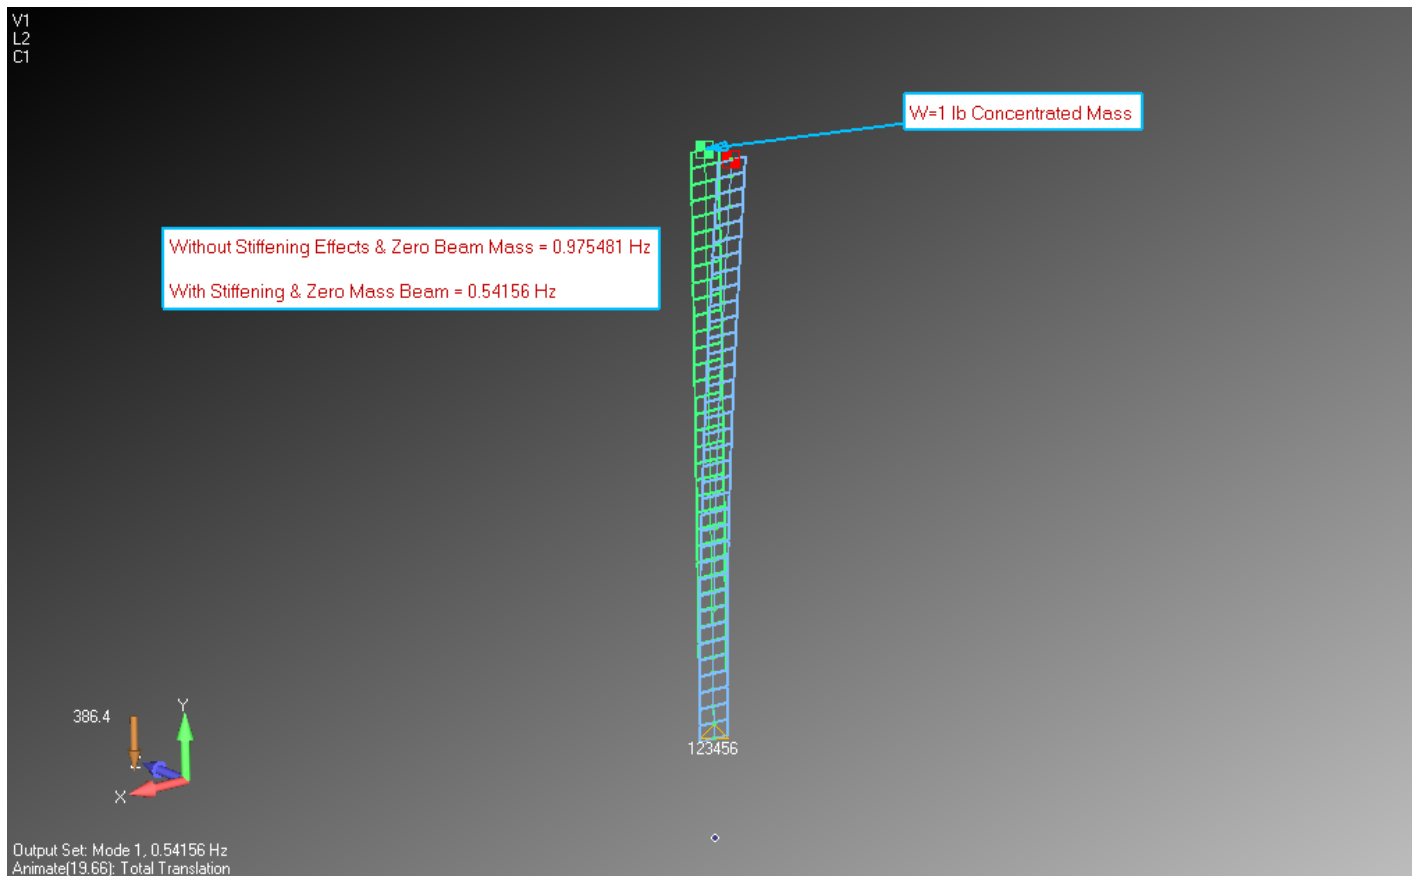 V1
L2
C1
W=1 lb Concentrated Mass
Without Stiffening Effects & Zero Beam Mass = 0.975481 Hz
With Stiffening & Zero Mass Beam = 0.54156 Hz
386.4
Y
X
123456
Output Set: Mode 1, 0.54156 Hz
Animate(19.66): Total Translation